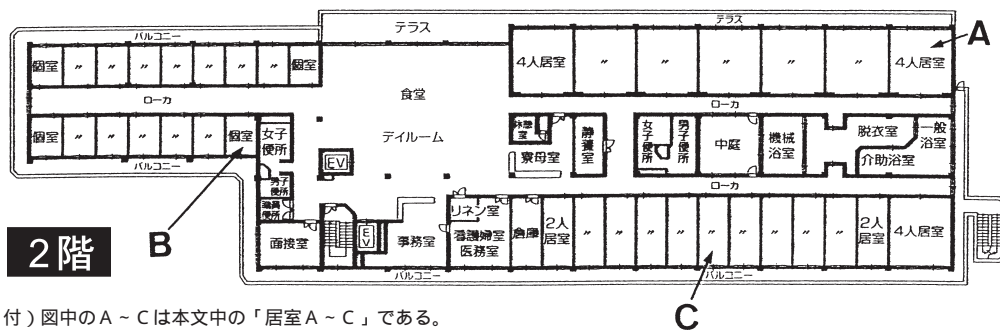 テラス
テラス
A
バルコニー
個室 〃 〃 〃 〃 〃 〃 〃 個室
4人居室 〃 〃 〃 〃 〃 4人居室
食堂
ローカ
ローカ
個室 〃 〃 〃 〃 〃 個室
女子便所
デイルーム
休憩室
静養室
女子便所
男子便所
中庭
機械浴室
脱衣室
一般浴室
寮母室
介助浴室
EV
バルコニー
男子便所
職員便所
ローカ
リネン室
面接室
EV
事務室
看護婦室
医務室
倉庫
2人居室 〃 〃 〃 〃 〃 〃 〃 〃 〃 2人居室
4人居室
2階
B
バルコニー
バルコニー
C
付）図中のA～Cは本文中の「居室A～C」である。